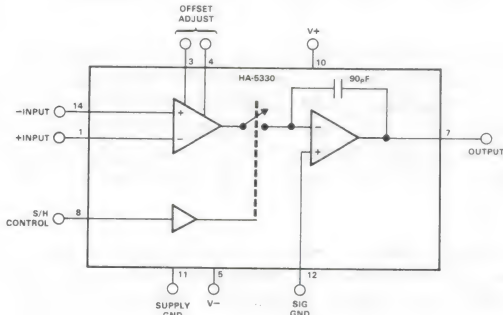 OFFSET
ADJUST
V+
3 4
HA-5330
10
90pF
−INPUT 14
+
−
+INPUT 1
−
+
7
OUTPUT
S/H
CONTROL
8
11
5
12
SUPPLY
GND
V−
SIG
GND